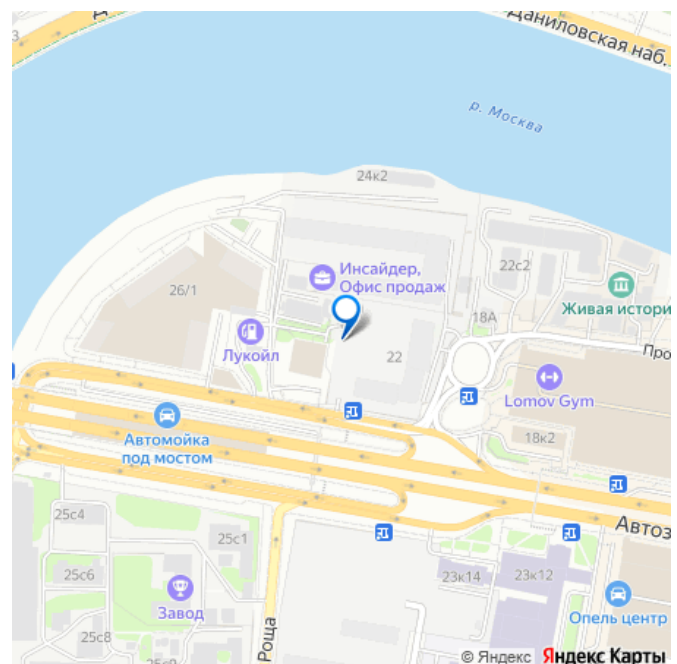 Даниловская наб.
р. Москва
24к2
22с2
Инсайдер,
Офис продаж
26/1
18А
Живая истори
Лукойл
22
Про
Lomov Gym
Автомойка
под мостом
18к2
25с4
25с1
Автоз
25с6
23к14
23к12
Завод
Опель центр
Роща
25с8
25с9
© Яндекс Яндекс Карты